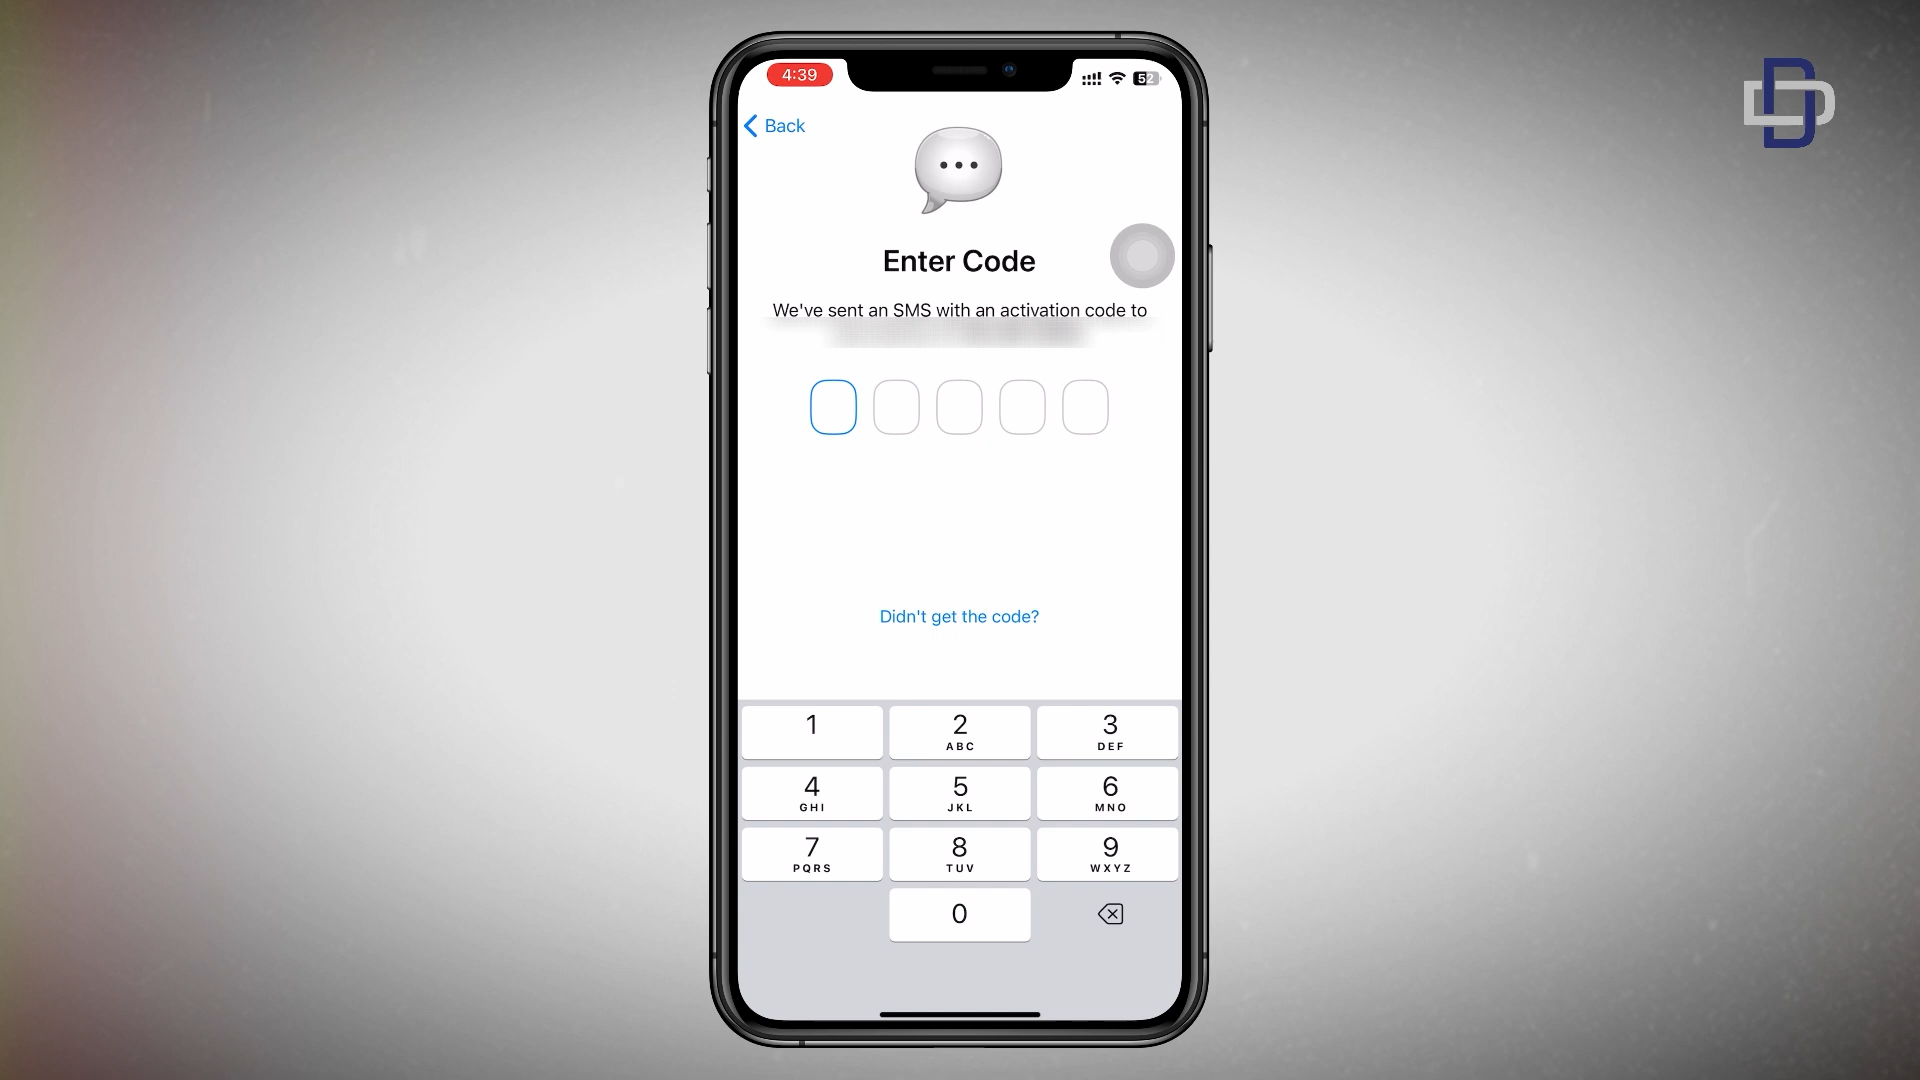 4:39
52
Back
Enter Code
We've sent an SMS with an activation code to
Didn't get the code?
1
2
ABC
3
DEF
4
GHI
5
JKL
6
MNO
7
PQRS
8
TUV
9
WXYZ
0